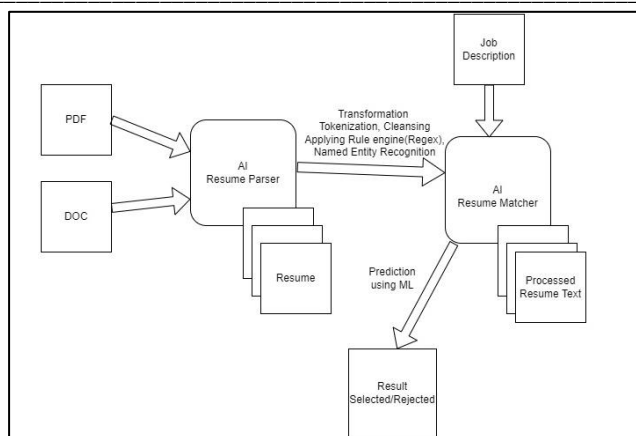 Job
Description
PDF
Transformation
Tokenization, Cleansing
Applying Rule engine(Regex),
Named Entity Recognition
AI
Resume Parser
AI
Resume Matcher
DOC
Resume
Prediction
using ML
Processed
Resume Text
Result
Selected/Rejected